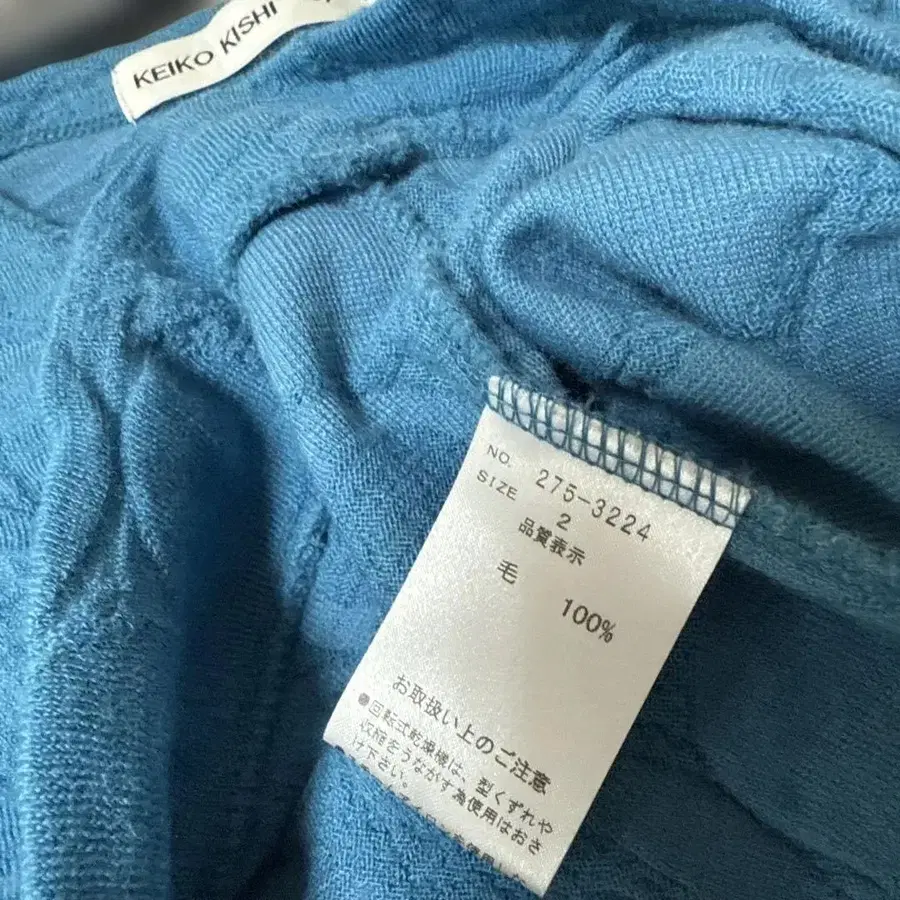 KEIKO KISHI
NO. 275-3224
SIZE 2
品質表示
毛 100%
お取扱い上のご注意
●回転式乾燥機は、型くずれや
収縮をうながす為使用はおさ
け下さい。